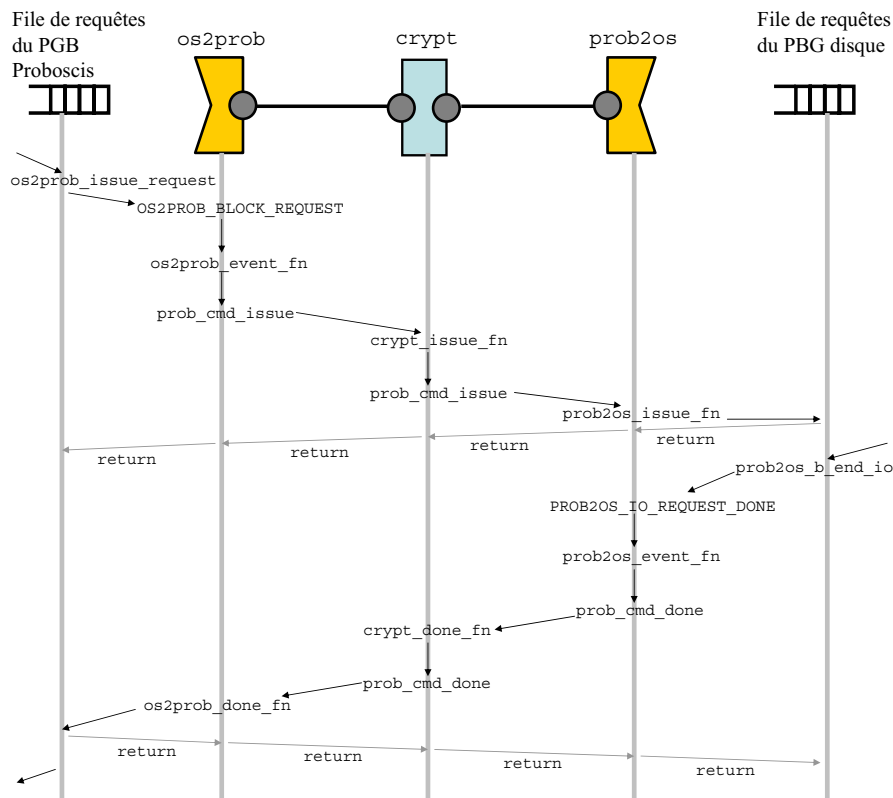 File de requêtes
du PGB
Proboscis
os2prob
crypt
prob2os
File de requêtes
du PBG disque
os2prob_issue_request
OS2PROB_BLOCK_REQUEST
os2prob_event_fn
prob_cmd_issue
crypt_issue_fn
prob_cmd_issue
prob2os_issue_fn
return
return
return
return
prob2os_b_end_io
PROB2OS_IO_REQUEST_DONE
prob2os_event_fn
prob_cmd_done
crypt_done_fn
prob_cmd_done
os2prob_done_fn
return
return
return
return